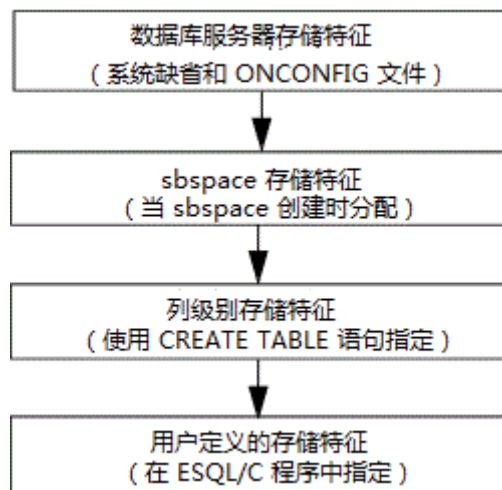 数据库服务器存储特征
（系统缺省和 ONCONFIG 文件）
sbspace 存储特征
（当 sbspace 创建时分配）
列级别存储特征
（使用 CREATE TABLE 语句指定）
用户定义的存储特征
（在 ESQL/C 程序中指定）